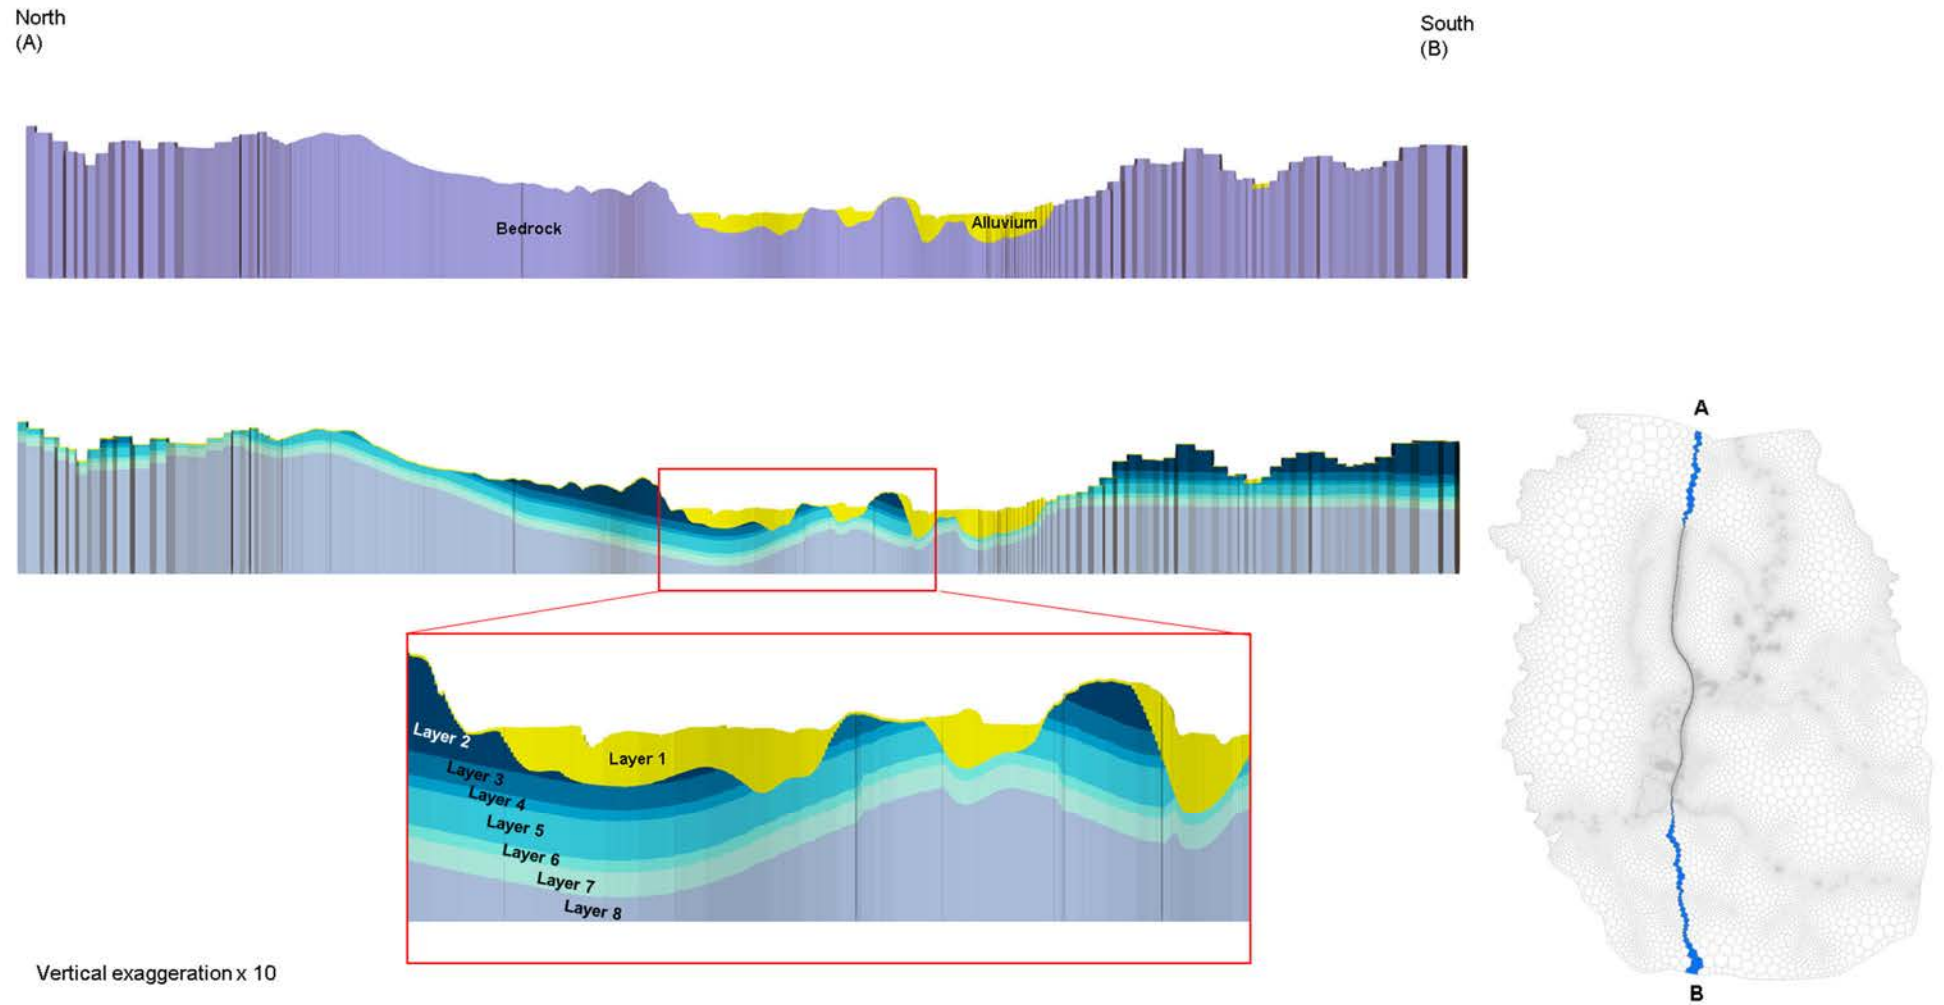 North
(A)
South
(B)
Bedrock
Alluvium
A
Layer 1
Layer 2
Layer 3
Layer 4
Layer 5
Layer 6
Layer 7
Layer 8
Vertical exaggeration x 10
B